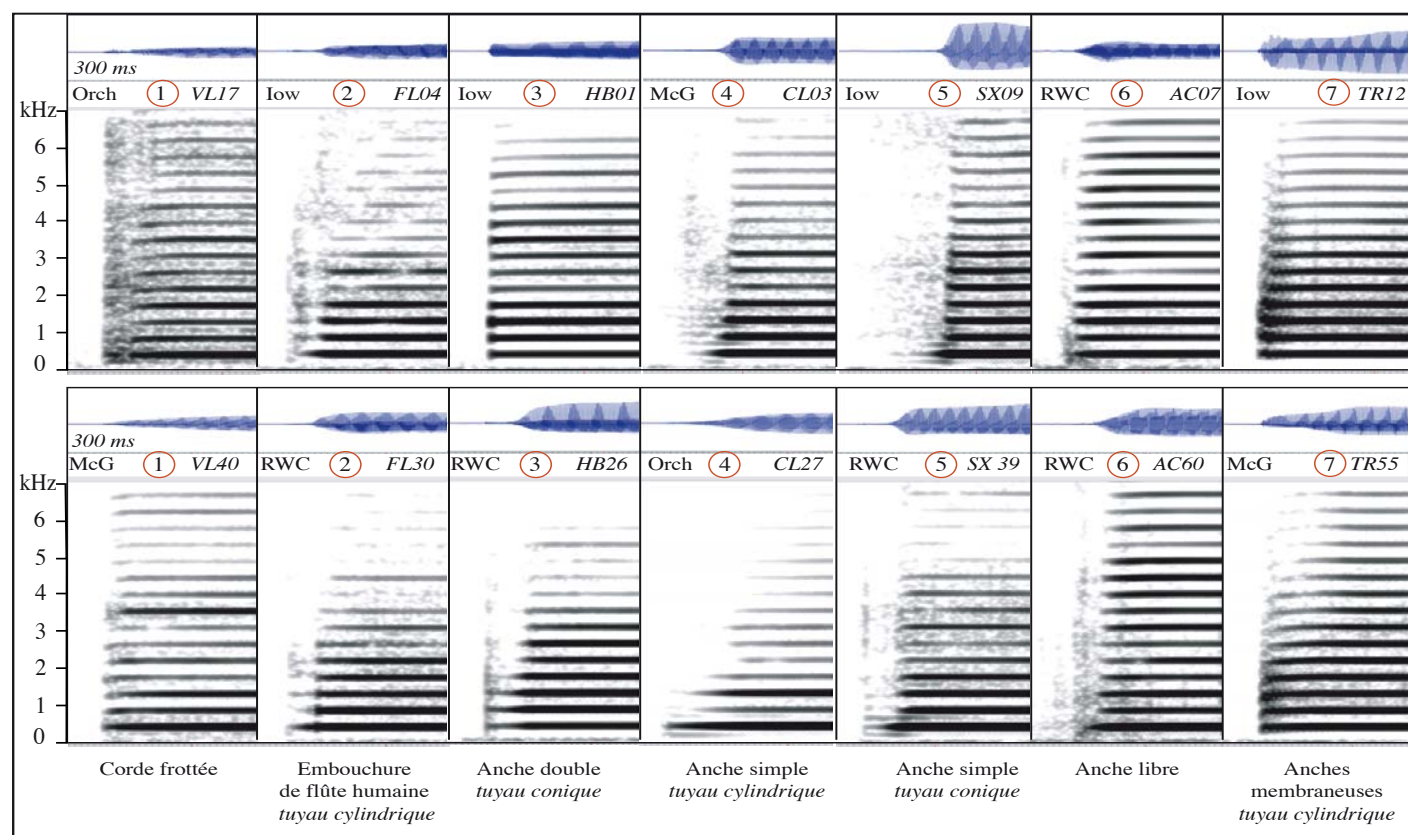 300 ms
Orch 1 VL17 Iow 2 FL04 Iow 3 HB01 McG 4 CL03 Iow 5 SX09 RWC 6 AC07 Iow 7 TR12
kHz
6
5
4
3
2
1
0
300 ms
McG 1 VL40 RWC 2 FL30 RWC 3 HB26 Orch 4 CL27 RWC 5 SX 39 RWC 6 AC60 McG 7 TR55
kHz
6
5
4
3
2
1
0
Corde frottée
Embouchure
de flûte humaine
tuyau cylindrique
Anche double
tuyau conique
Anche simple
tuyau cylindrique
Anche simple
tuyau conique
Anche libre
Anches
membraneuses
tuyau cylindrique